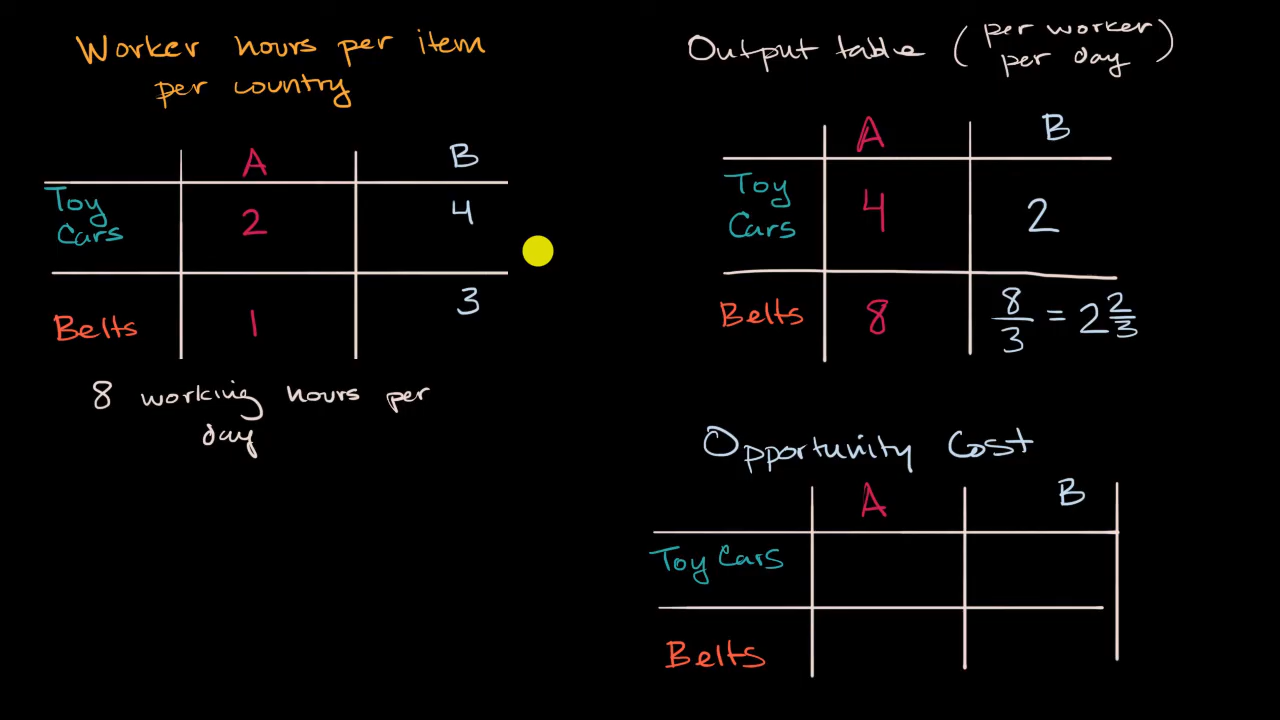 Worker hours per item
per country
A B
Toy
Cars 2 4
Belts 1 3
8 working hours per
day
Output table (per worker
per day)
A B
Toy
Cars 4 2
Belts 8 8/3 = 2 2/3
Opportunity Cost
A B
Toy Cars
Belts